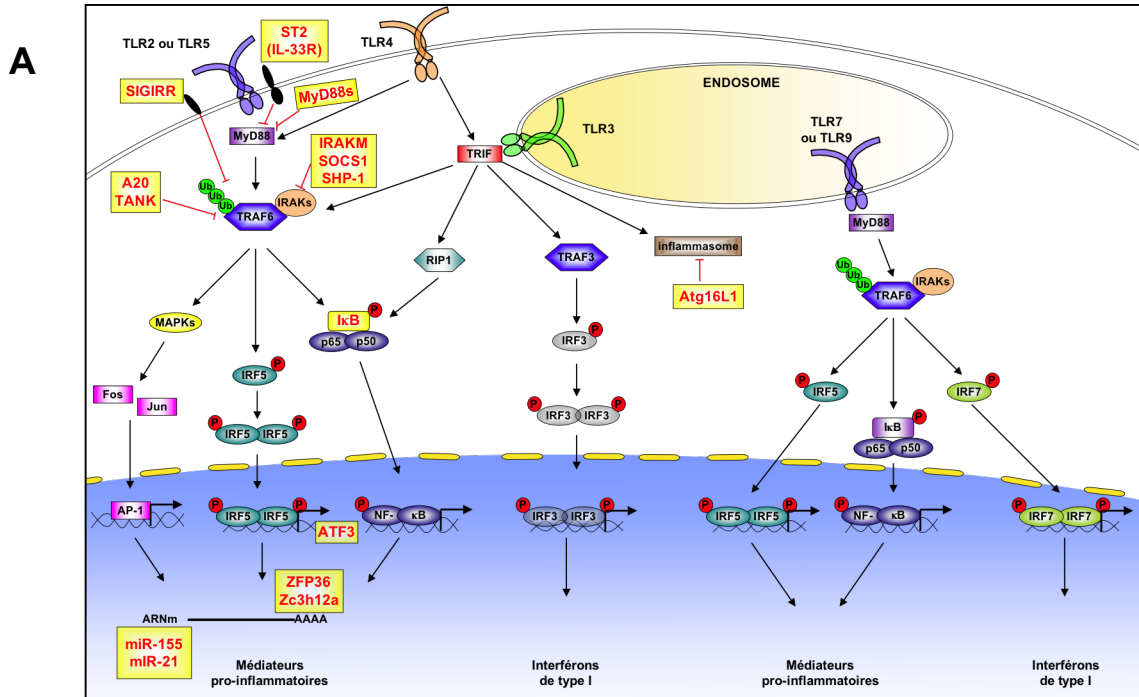 A
TLR2 ou TLR5
ST2
(IL-33R)
TLR4
SIGIRR
MyD88s
MyD88
ENDOSOME
TLR3
TLR7
ou TLR9
TRIF
IRAKM
SOCS1
SHP-1
A20
TANK
Ub
Ub
Ub
TRAF6
IRAKs
MyD88
RIP1
TRAF3
inflammasome
Atg16L1
Ub
Ub
Ub
TRAF6
IRAKs
MAPKs
IκB
P
p65
p50
IRF3
P
IRF5
P
Fos
Jun
P
IRF5
IRF5
P
P
IRF3
IRF3
P
P
IRF5
IRF7
P
IκB
P
p65
p50
AP-1
P
IRF5
IRF5
P
ATF3
P
NF-
κB
P
IRF3
IRF3
P
P
IRF5
IRF5
P
P
NF-
κB
P
IRF7
IRF7
P
ZFP36
Zc3h12a
ARNm
AAAA
miR-155
mIR-21
Médiateurs
pro-inflammatoires
Interférons
de type I
Médiateurs
pro-inflammatoires
Interférons
de type I